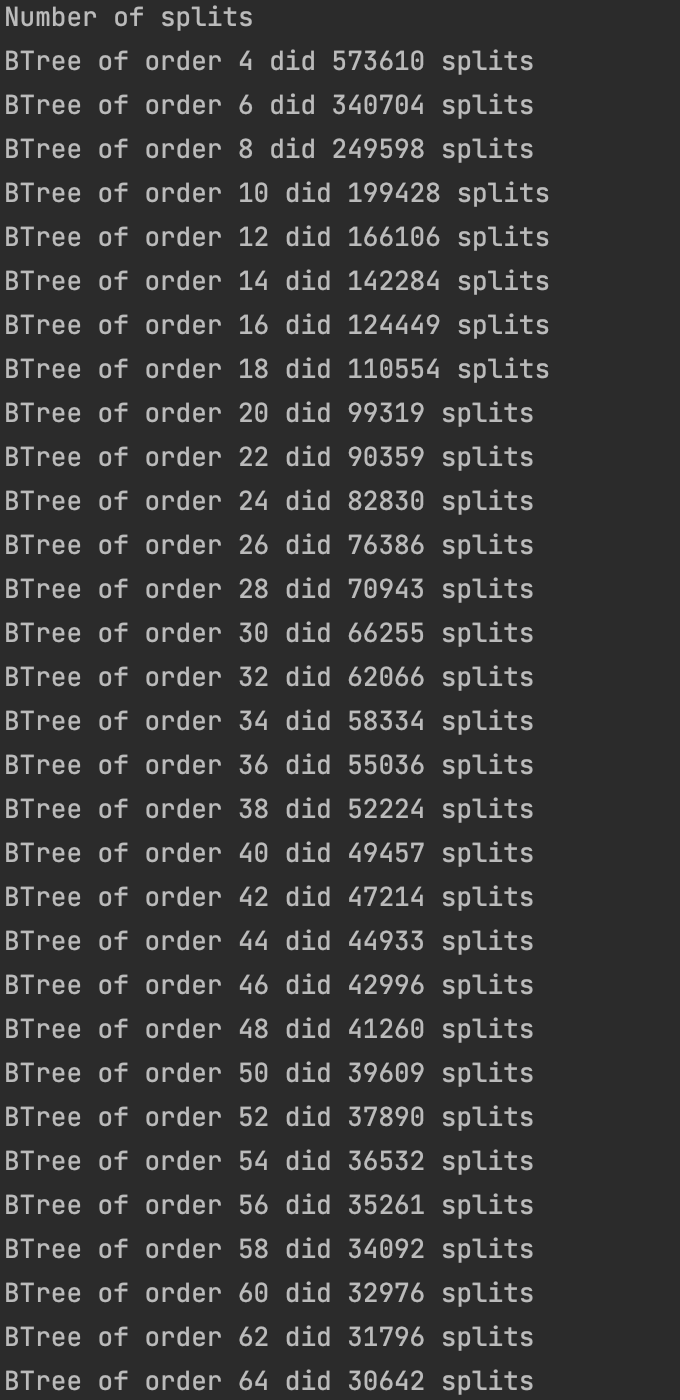 Number of splits
BTree of order 4 did 573610 splits
BTree of order 6 did 340704 splits
BTree of order 8 did 249598 splits
BTree of order 10 did 199428 splits
BTree of order 12 did 166106 splits
BTree of order 14 did 142284 splits
BTree of order 16 did 124449 splits
BTree of order 18 did 110554 splits
BTree of order 20 did 99319 splits
BTree of order 22 did 90359 splits
BTree of order 24 did 82830 splits
BTree of order 26 did 76386 splits
BTree of order 28 did 70943 splits
BTree of order 30 did 66255 splits
BTree of order 32 did 62066 splits
BTree of order 34 did 58334 splits
BTree of order 36 did 55036 splits
BTree of order 38 did 52224 splits
BTree of order 40 did 49457 splits
BTree of order 42 did 47214 splits
BTree of order 44 did 44933 splits
BTree of order 46 did 42996 splits
BTree of order 48 did 41260 splits
BTree of order 50 did 39609 splits
BTree of order 52 did 37890 splits
BTree of order 54 did 36532 splits
BTree of order 56 did 35261 splits
BTree of order 58 did 34092 splits
BTree of order 60 did 32976 splits
BTree of order 62 did 31796 splits
BTree of order 64 did 30642 splits